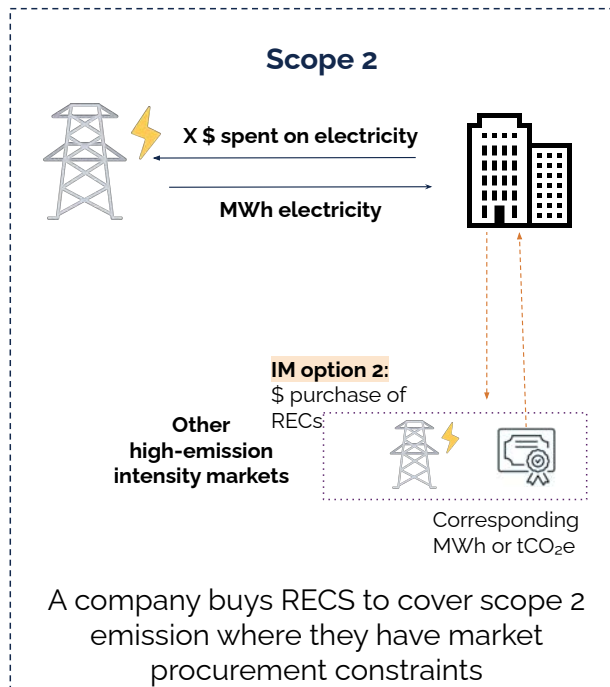 Scope 2
X $ spent on electricity
MWh electricity
IM option 2:
$ purchase of
RECs
Other
high-emission
intensity markets
Corresponding
MWh or tCO₂e
A company buys RECS to cover scope 2
emission where they have market
procurement constraints